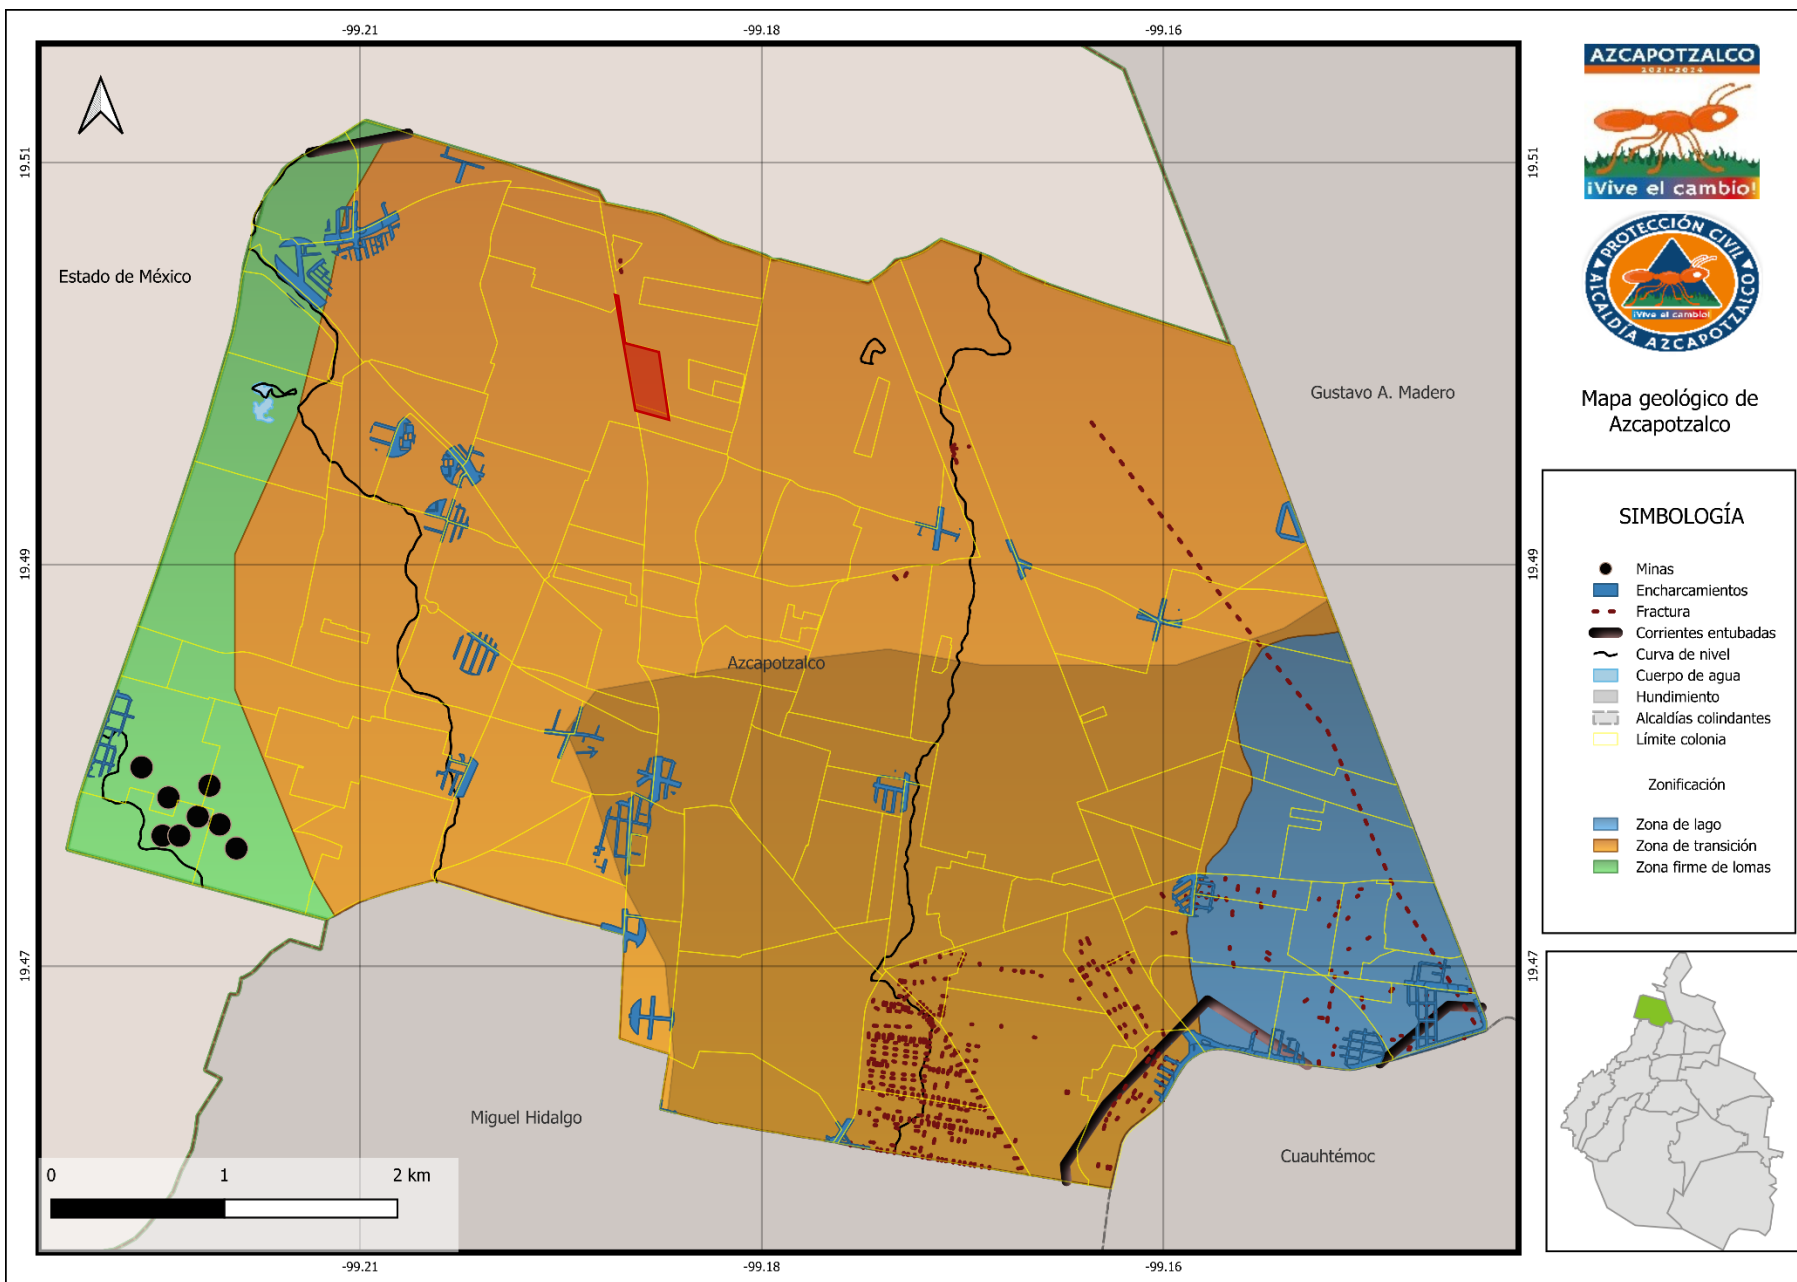 -99.21
-99.18
-99.16
19.51
19.51
Estado de México
Gustavo A. Madero
19.49
19.49
Azcapotzalco
19.47
19.47
Miguel Hidalgo
Cuauhtémoc
0
1
2 km
-99.21
-99.18
-99.16
AZCAPOTZALCO
2021-2024
¡Vive el cambio!
PROTECCIÓN CIVIL
¡Vive el cambio!
ALCALDÍA AZCAPOTZALCO
Mapa geológico de
Azcapotzalco
SIMBOLOGÍA
Minas
Encharcamientos
Fractura
Corrientes entubadas
Curva de nivel
Cuerpo de agua
Hundimiento
Alcaldías colindantes
Límite colonia
Zonificación
Zona de lago
Zona de transición
Zona firme de lomas